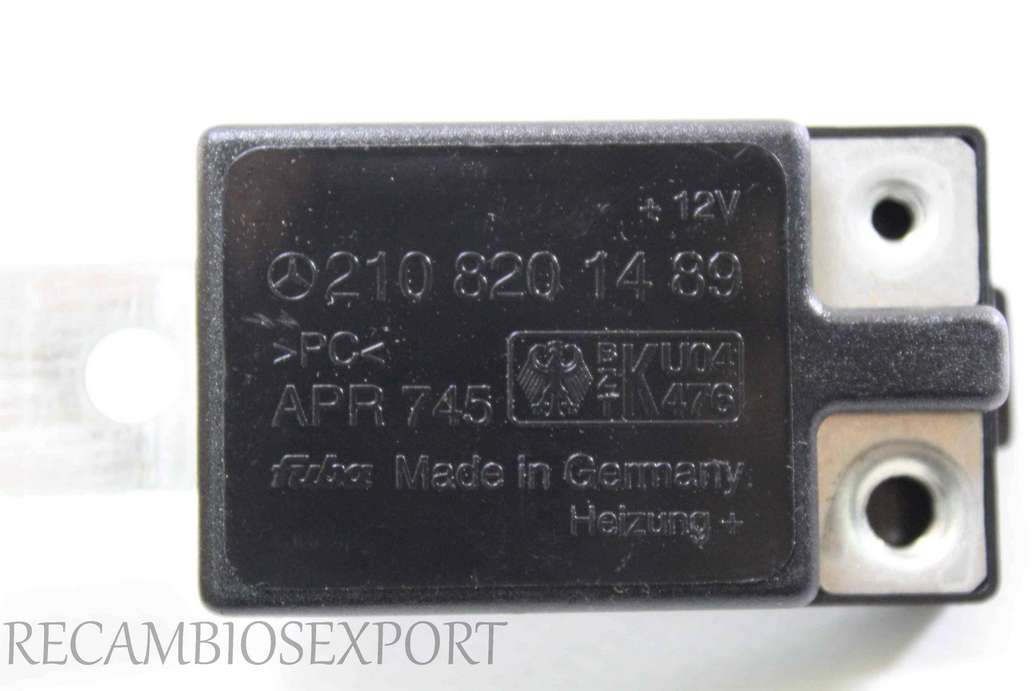 + 12V
210 820 14 89
>PC<
APR 745
K U04
476
fuba Made in Germany
Heizung +
RECAMBIOSEXPORT